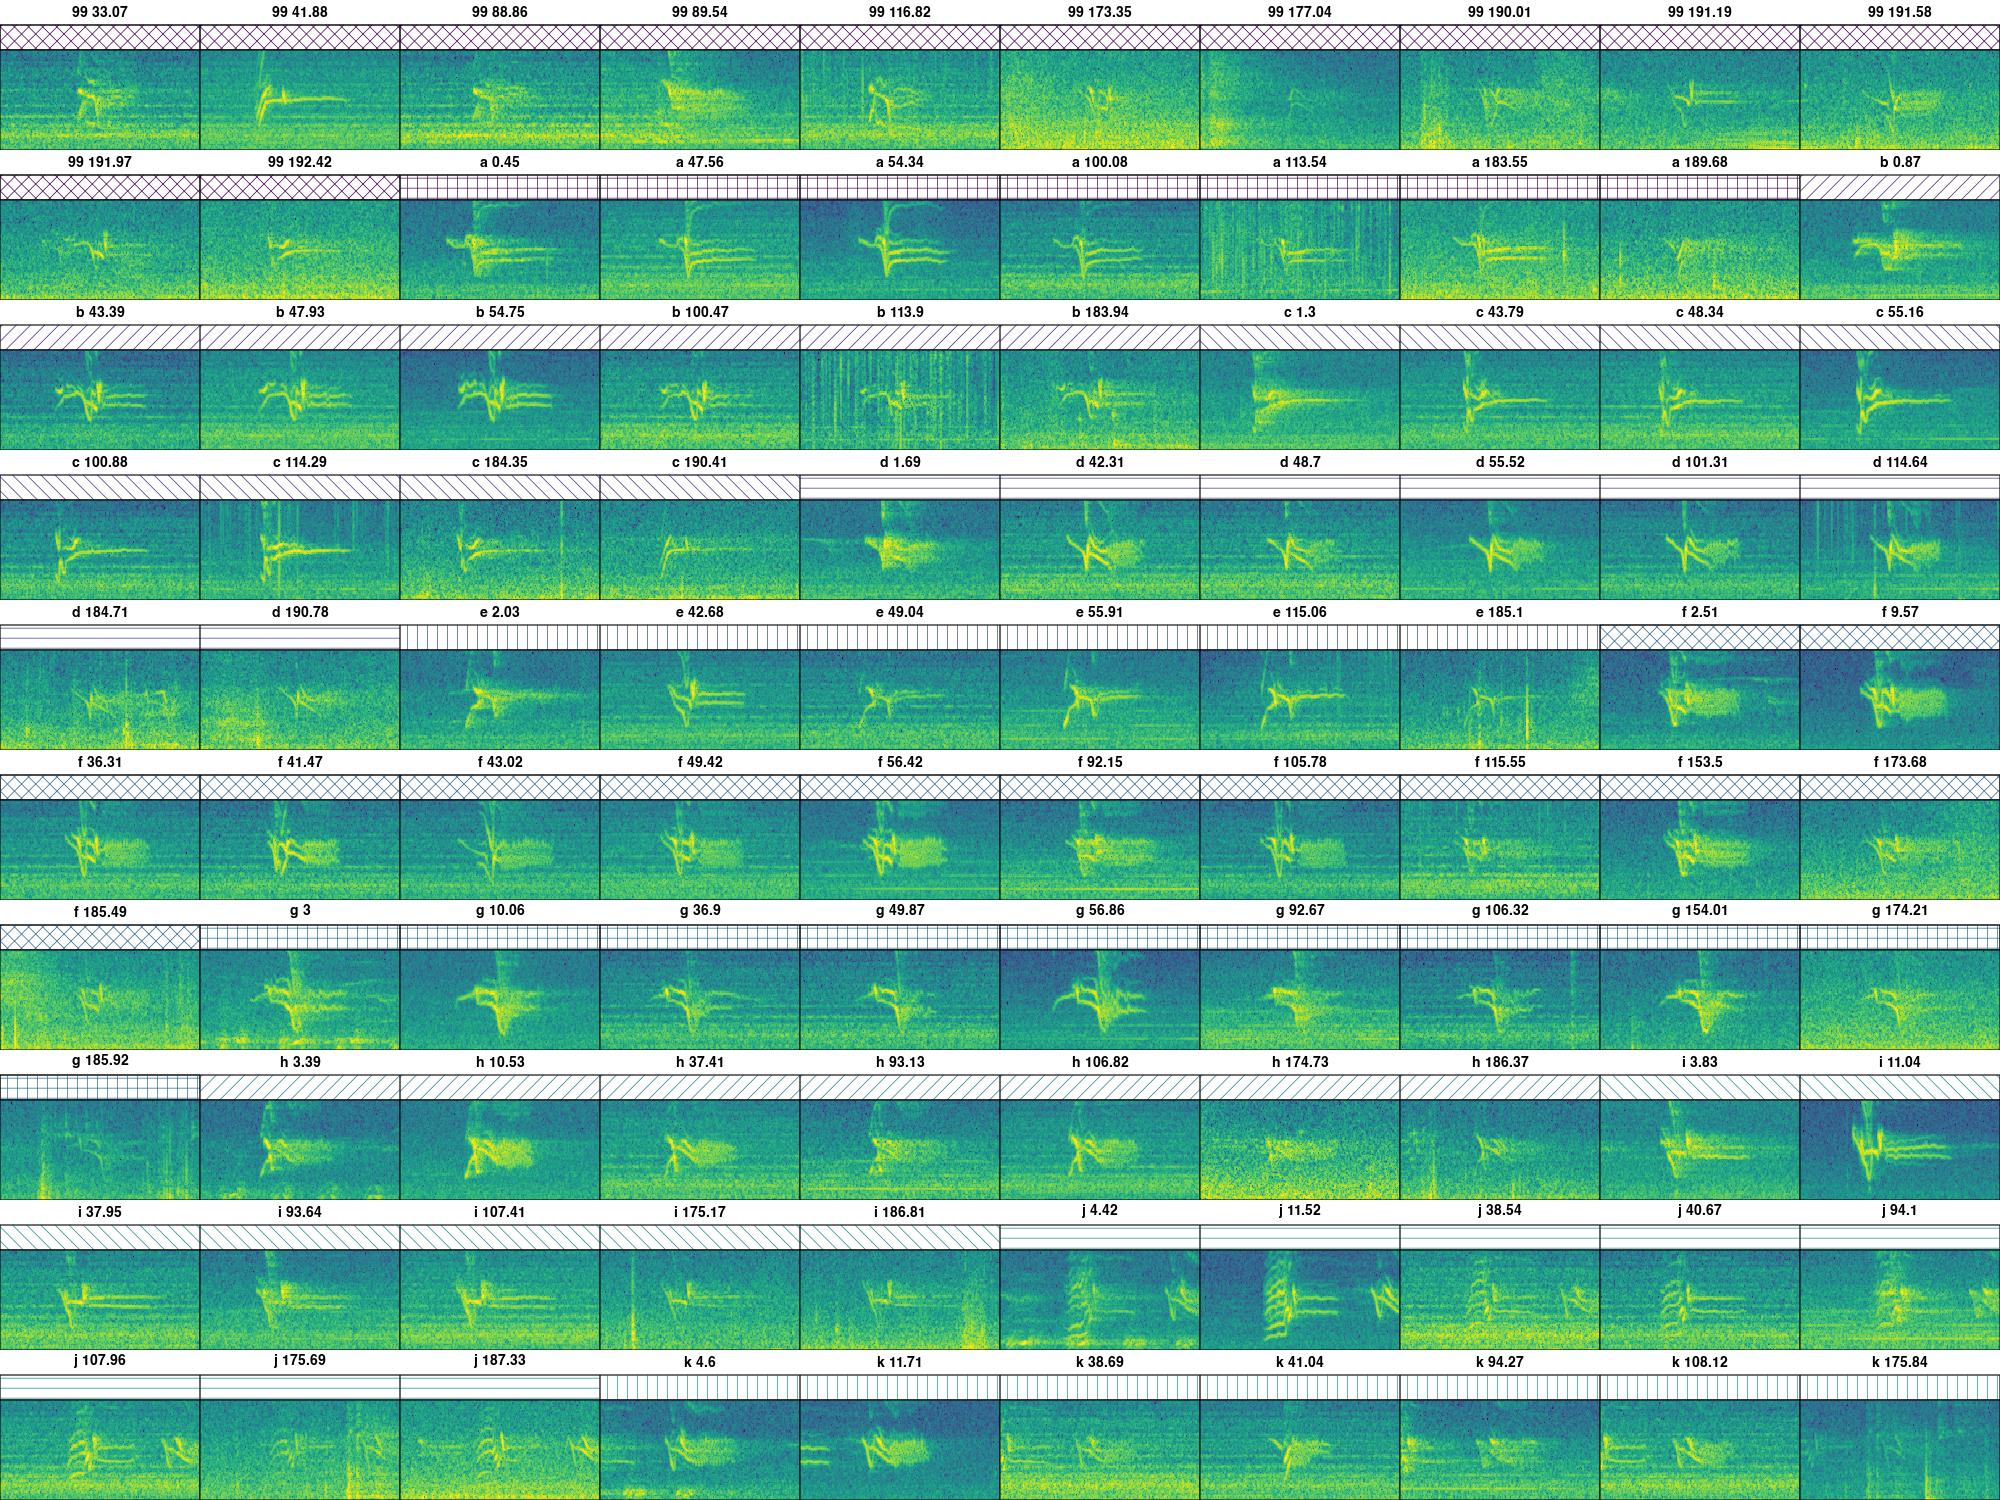 99 33.07 99 41.88 99 88.86 99 89.54 99 116.82 99 173.35 99 177.04 99 190.01 99 191.19 99 191.58
99 191.97 99 192.42 a 0.45 a 47.56 a 54.34 a 100.08 a 113.54 a 183.55 a 189.68 b 0.87
b 43.39 b 47.93 b 54.75 b 100.47 b 113.9 b 183.94 c 1.3 c 43.79 c 48.34 c 55.16
c 100.88 c 114.29 c 184.35 c 190.41 d 1.69 d 42.31 d 48.7 d 55.52 d 101.31 d 114.64
d 184.71 d 190.78 e 2.03 e 42.68 e 49.04 e 55.91 e 115.06 e 185.1 f 2.51 f 9.57
f 36.31 f 41.47 f 43.02 f 49.42 f 56.42 f 92.15 f 105.78 f 115.55 f 153.5 f 173.68
f 185.49 g 3 g 10.06 g 36.9 g 49.87 g 56.86 g 92.67 g 106.32 g 154.01 g 174.21
g 185.92 h 3.39 h 10.53 h 37.41 h 93.13 h 106.82 h 174.73 h 186.37 i 3.83 i 11.04
i 37.95 i 93.64 i 107.41 i 175.17 i 186.81 j 4.42 j 11.52 j 38.54 j 40.67 j 94.1
j 107.96 j 175.69 j 187.33 k 4.6 k 11.71 k 38.69 k 41.04 k 94.27 k 108.12 k 175.84